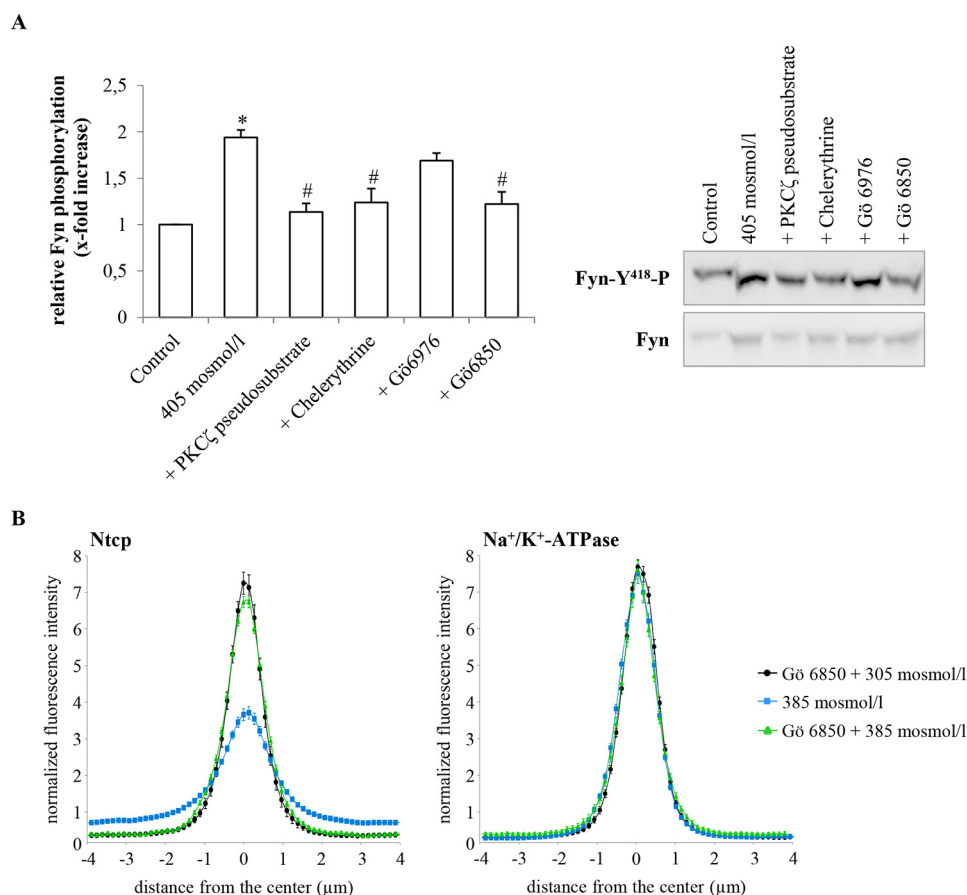 A
relative Fyn phosphorylation
(x-fold increase)
2,5
2
1,5
1
0,5
0
*
#
#
#
Control
405 mosmol/l
+ PKCζ pseudosubstrate
+ Chelerythrine
+ Gö6976
+ Gö6850
Control
405 mosmol/l
+ PKCζ pseudosubstrate
+ Chelerythrine
+ Gö 6976
+ Gö 6850
Fyn-Y⁴¹⁸-P
Fyn
B
Ntcp
normalized fluorescence intensity
8
7
6
5
4
3
2
1
0
-4 -3 -2 -1 0 1 2 3 4
distance from the center (µm)
Na⁺/K⁺-ATPase
normalized fluorescence intensity
8
7
6
5
4
3
2
1
0
-4 -3 -2 -1 0 1 2 3 4
distance from the center (µm)
Gö 6850 + 305 mosmol/l
385 mosmol/l
Gö 6850 + 385 mosmol/l